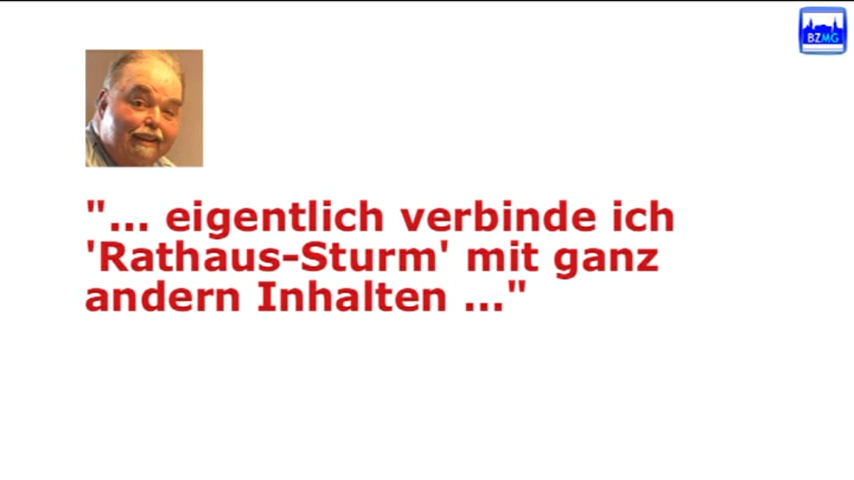 BZMG
"... eigentlich verbinde ich
'Rathaus-Sturm' mit ganz
andern Inhalten ..."